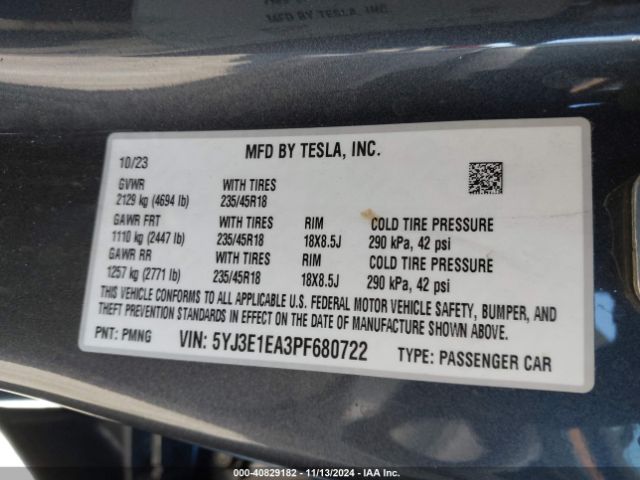 MFD BY TESLA, INC.
MFD BY TESLA, INC.
10/23
GVWR WITH TIRES
2129 kg (4694 lb) 235/45R18
GAWR FRT WITH TIRES RIM COLD TIRE PRESSURE
1110 kg (2447 lb) 235/45R18 18X8.5J 290 kPa, 42 psi
GAWR RR WITH TIRES RIM COLD TIRE PRESSURE
1257 kg (2771 lb) 235/45R18 18X8.5J 290 kPa, 42 psi
THIS VEHICLE CONFORMS TO ALL APPLICABLE U.S. FEDERAL MOTOR VEHICLE SAFETY, BUMPER, AND
THEFT PREVENTION STANDARDS IN EFFECT ON THE DATE OF MANUFACTURE SHOWN ABOVE.
PNT: PMNG VIN: 5YJ3E1EA3PF680722 TYPE: PASSENGER CAR
000-40829182 - 11/13/2024 - IAA Inc.